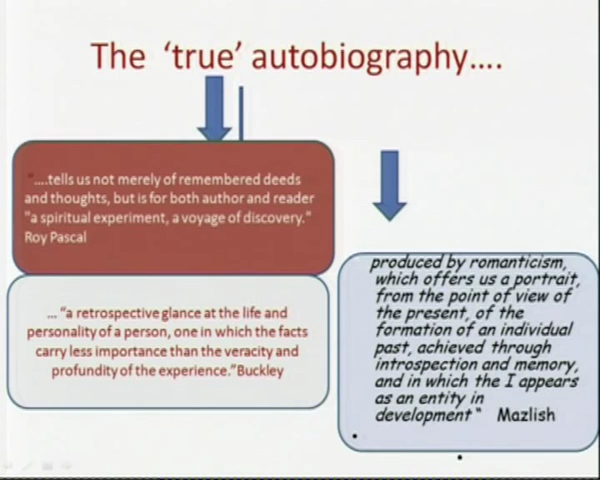 The 'true' autobiography....
"....tells us not merely of remembered deeds
and thoughts, but is for both author and reader
"a spiritual experiment, a voyage of discovery."
Roy Pascal
... "a retrospective glance at the life and
personality of a person, one in which the facts
carry less importance than the veracity and
profundity of the experience."Buckley
produced by romanticism,
which offers us a portrait,
from the point of view of
the present, of the
formation of an individual
past, achieved through
introspection and memory,
and in which the I appears
as an entity in
development" Mazlish